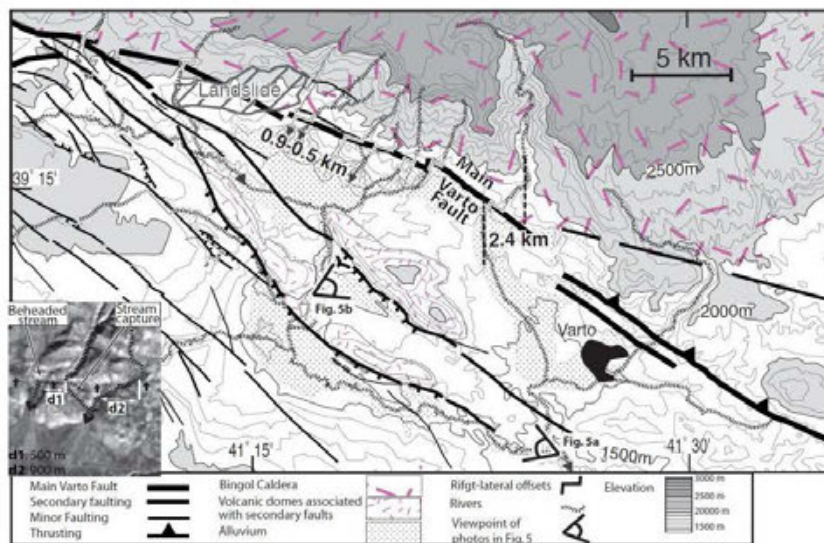 5 km
Landslide
0.9-0.5 km
Main
Varto
Fault
2500m
39° 15'
2.4 km
2000m
Fig. 5b
Varto
Beheaded
stream
Stream
capture
d1
d2
d1: 500 m
d2: 900 m
Fig. 5a
41° 15
1500m
41° 30
Main Varto Fault
Secondary faulting
Minor Faulting
Thrusting
Bingol Caldera
Volcanic domes associated
with secondary faults
Alluvium
Rifgt-lateral offsets
Rivers
Viewpoint of
photos in Fig. 5
Elevation
3000 m
2500 m
20000 m
1500 m